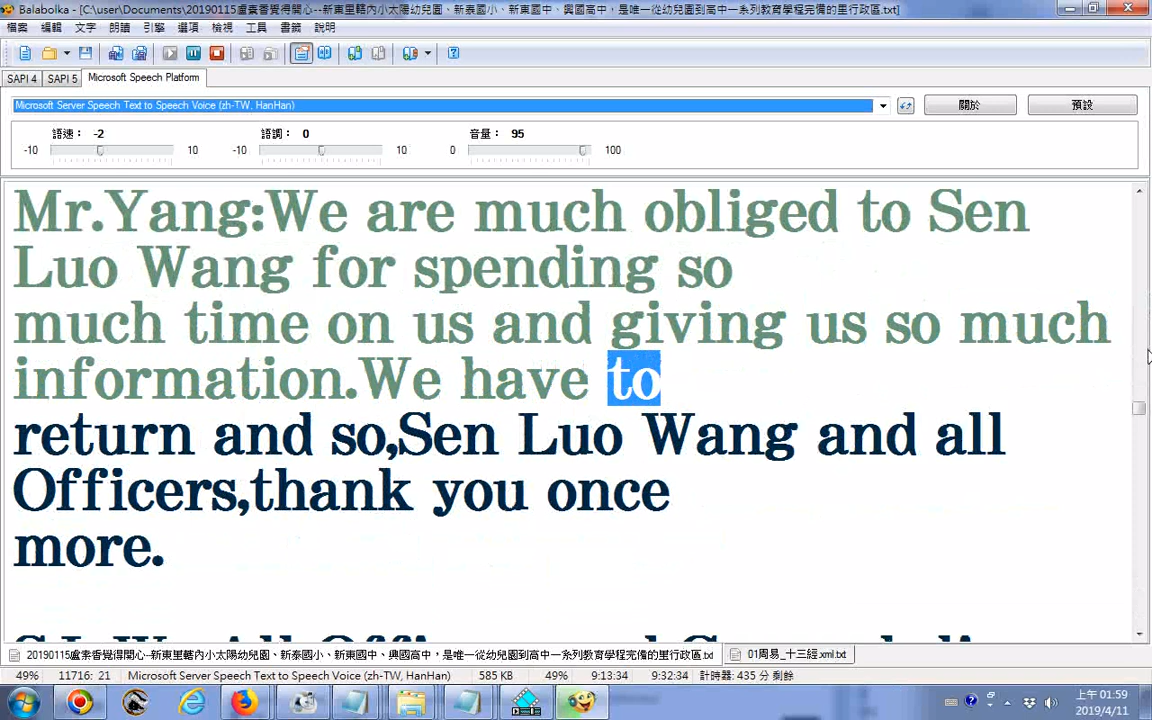 Balabolka - [C:\user\Documents\20190115盧素香覺得開心--新東里轄內小太陽幼兒園、新泰國小、新東國中、興國高中，是唯一從幼兒園到高中一系列教育學程完備的里行政區.txt]
檔案 編輯 文字 朗讀 引擎 選項 檢視 工具 書籤 說明
SAPI 4 SAPI 5 Microsoft Speech Platform
Microsoft Server Speech Text to Speech Voice (zh-TW, HanHan) 關於 預設
語速： -2 語調： 0 音量： 95
-10 10 -10 10 0 100
Mr.Yang:We are much obliged to Sen
Luo Wang for spending so
much time on us and giving us so much
information.We have to
return and so,Sen Luo Wang and all
Officers,thank you once
more.
20190115盧素香覺得開心--新東里轄內小太陽幼兒園、新泰國小、新東國中、興國高中，是唯一從幼兒園到高中一系列教育學程完備的里行政區.txt 01周易_十三經.xml.txt
49% 11716: 21 Microsoft Server Speech Text to Speech Voice (zh-TW, HanHan) 585 KB 49% 9:13:34 9:32:34 計時器: 435 分 剩餘
上午 01:59
2019/4/11